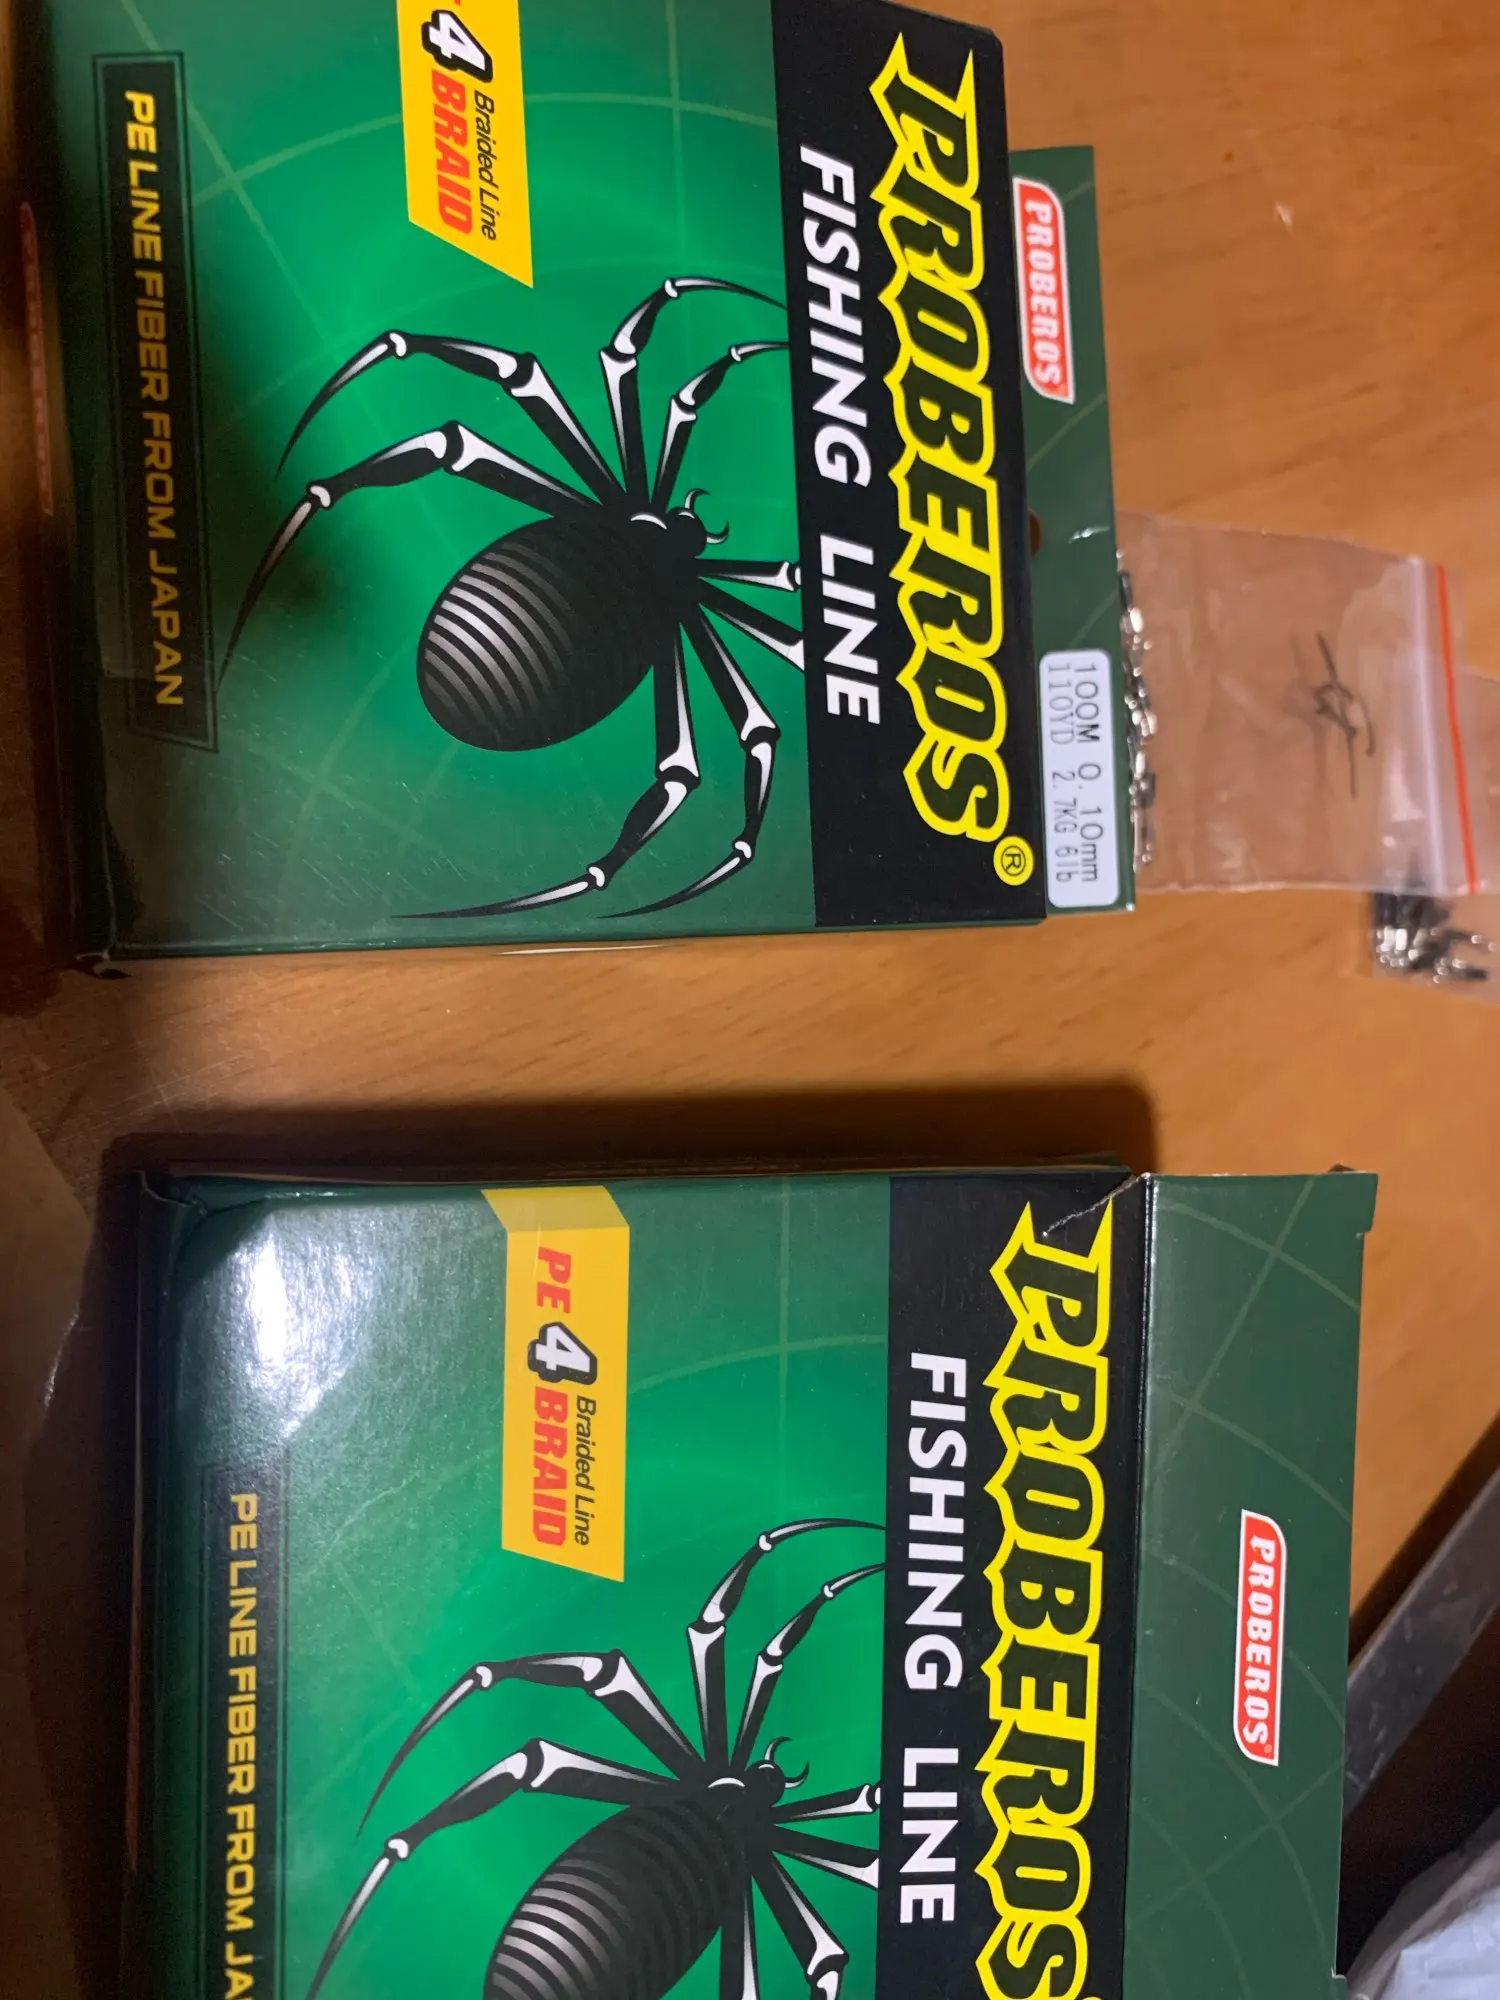 PROBEROS
100M 0.10mm
110YD 2.7KG 6lb
PROBEROS®
FISHING LINE
4 Braided Line
BRAID
PE LINE FIBER FROM JAPAN
PROBEROS
PROBEROS
FISHING LINE
PE 4 Braided Line
BRAID
PE LINE FIBER FROM JA